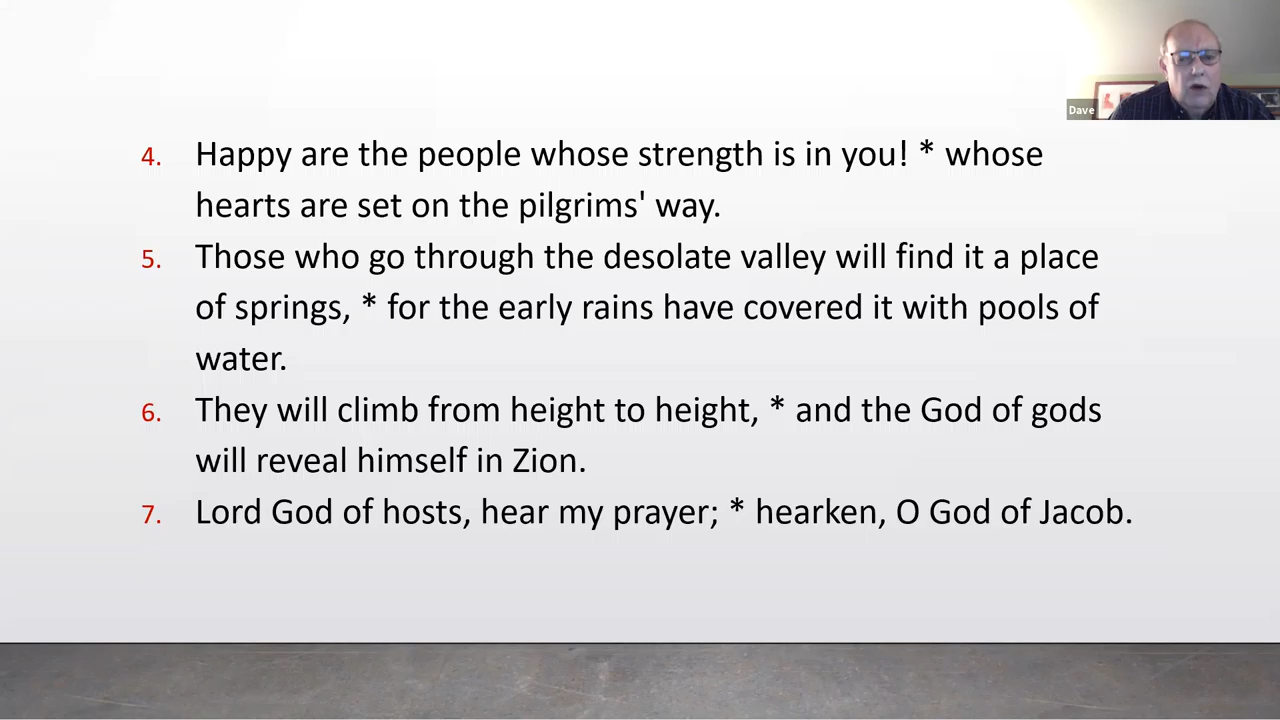 Dave
4. Happy are the people whose strength is in you! * whose
hearts are set on the pilgrims' way.
5. Those who go through the desolate valley will find it a place
of springs, * for the early rains have covered it with pools of
water.
6. They will climb from height to height, * and the God of gods
will reveal himself in Zion.
7. Lord God of hosts, hear my prayer; * hearken, O God of Jacob.